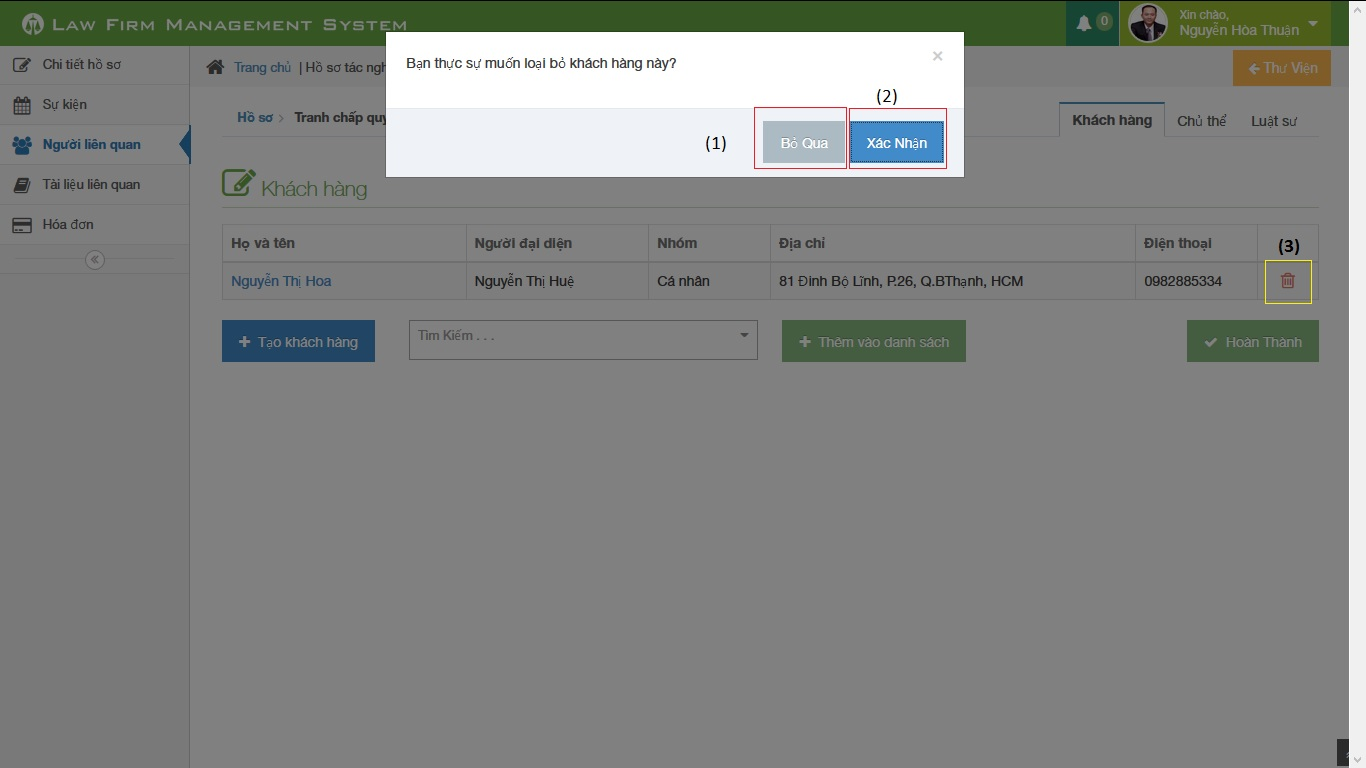 LAW FIRM MANAGEMENT SYSTEM
0
Xin chào,
Nguyễn Hòa Thuận
Bạn thực sự muốn loại bỏ khách hàng này?
×
(1)
(2)
Bỏ Qua
Xác Nhận
Chi tiết hồ sơ
Sự kiện
Người liên quan
Tài liệu liên quan
Hóa đơn
Trang chủ | Hồ sơ tác ngh
Thư Viện
Hồ sơ > Tranh chấp quy
Khách hàng
Chủ thể
Luật sư
Khách hàng
Họ và tên
Người đại diện
Nhóm
Địa chỉ
Điện thoại
(3)
Nguyễn Thị Hoa
Nguyễn Thị Huệ
Cá nhân
81 Đinh Bộ Lĩnh, P.26, Q.BThạnh, HCM
0982885334
Tạo khách hàng
Tìm Kiếm . . .
Thêm vào danh sách
Hoàn Thành